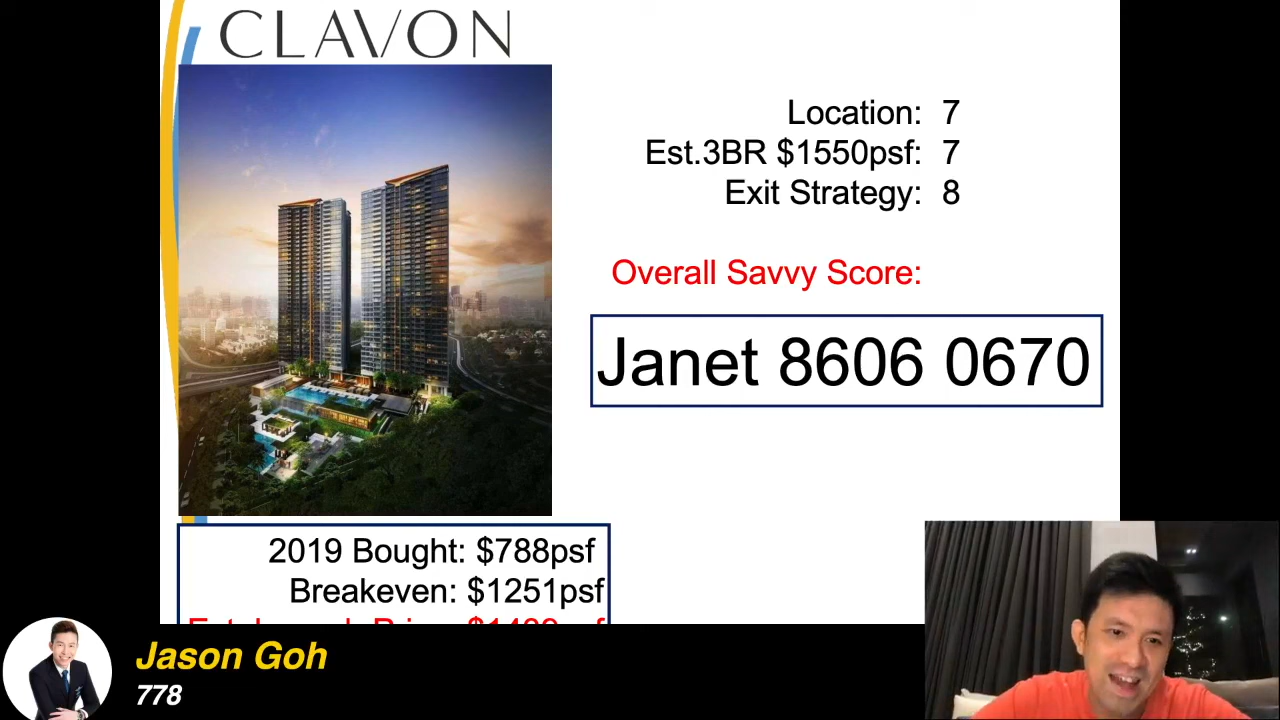 CLAVON
Location: 7
Est.3BR $1550psf: 7
Exit Strategy: 8
Overall Savvy Score:
Janet 8606 0670
2019 Bought: $788psf
Breakeven: $1251psf
Jason Goh
778